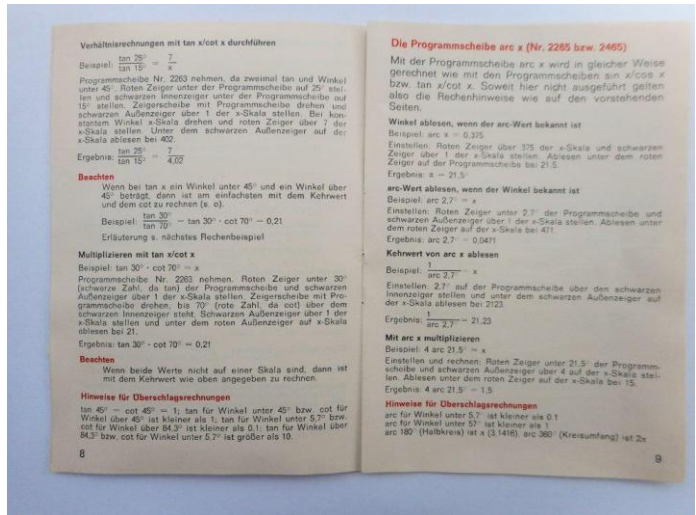 Verhältnisrechnungen mit tan x/cot x durchführen
Beispiel: tan 25° / tan 15° = 7 / x
Programmscheibe Nr. 2263 nehmen, da zweimal tan und Winkel
unter 45°. Roten Zeiger unter der Programmscheibe auf 25° stel-
len und schwarzen Innenzeiger unter der Programmscheibe auf
15° stellen. Zeigerscheibe mit Programmscheibe drehen und
schwarzen Außenzeiger über 1 der x-Skala stellen. Bei kon-
stantem Winkel x-Skala drehen und roten Zeiger über 7 der
x-Skala stellen. Unter dem schwarzen Außenzeiger auf der
x-Skala ablesen bei 402.
Ergebnis: tan 25° / tan 15° = 7 / 4,02
Beachten
Wenn bei tan x ein Winkel unter 45° und ein Winkel über
45° beträgt, dann ist am einfachsten mit dem Kehrwert
und dem cot zu rechnen (s. o).
Beispiel: tan 30° / tan 70° = tan 30° · cot 70° = 0,21
Erläuterung s. nächstes Rechenbeispiel
Multiplizieren mit tan x/cot x
Beispiel: tan 30° · cot 70° = x
Programmscheibe Nr. 2263 nehmen. Roten Zeiger unter 30°
(schwarze Zahl, da tan) der Programmscheibe und schwarzen
Außenzeiger über 1 der x-Skala stellen. Zeigerscheibe mit Pro-
grammscheibe drehen, bis 70° (rote Zahl, da cot) über dem
schwarzen Innenzeiger steht. Schwarzen Außenzeiger über 1 der
x-Skala stellen und unter dem roten Außenzeiger auf x-Skala
ablesen bei 21.
Ergebnis: tan 30° · cot 70° = 0,21
Beachten
Wenn beide Werte nicht auf einer Skala sind, dann ist
mit dem Kehrwert wie oben angegeben zu rechnen.
Hinweise für Überschlagsrechnungen
tan 45° = cot 45° = 1; tan für Winkel unter 45° bzw. cot für
Winkel über 45° ist kleiner als 1; tan für Winkel unter 5,7° bzw.
cot für Winkel über 84,3° ist kleiner als 0,1; tan für Winkel über
84,3° bzw. cot für Winkel unter 5,7° ist größer als 10.
8
Die Programmscheibe arc x (Nr. 2265 bzw. 2465)
Mit der Programmscheibe arc x wird in gleicher Weise
gerechnet wie mit den Programmscheiben sin x/cos x
bzw. tan x/cot x. Soweit hier nicht ausgeführt gelten
also die Rechenhinweise wie auf den vorstehenden
Seiten.
Winkel ablesen, wenn der arc-Wert bekannt ist
Beispiel: arc x = 0,375
Einstellen: Roten Zeiger über 375 der x-Skala und schwarzen
Zeiger über 1 der x-Skala stellen. Ablesen unter dem roten
Zeiger auf der Programmscheibe bei 21,5.
Ergebnis: x = 21,5°
arc-Wert ablesen, wenn der Winkel bekannt ist
Beispiel: arc 2,7° = x
Einstellen: Roten Zeiger unter 2,7° der Programmscheibe und
schwarzen Außenzeiger über 1 der x-Skala stellen. Ablesen unter
dem roten Zeiger auf der x-Skala bei 471.
Ergebnis: arc 2,7° = 0,0471
Kehrwert von arc x ablesen
Beispiel: 1 / arc 2,7° = x
Einstellen: 2,7° auf der Programmscheibe über den schwarzen
Innenzeiger stellen und unter dem schwarzen Außenzeiger auf
der x-Skala ablesen bei 2123.
Ergebnis: 1 / arc 2,7° = 21,23
Mit arc x multiplizieren
Beispiel: 4 arc 21,5° = x
Einstellen und rechnen: Roten Zeiger unter 21,5° der Programm-
scheibe und schwarzen Außenzeiger über 4 auf der x-Skala stel-
len. Ablesen unter dem roten Zeiger auf der x-Skala bei 15.
Ergebnis: 4 arc 21,5° = 1,5
Hinweise für Überschlagsrechnungen
arc für Winkel unter 5,7° ist kleiner als 0,1
arc für Winkel unter 57° ist kleiner als 1
arc 180° (Halbkreis) ist π (3,1416), arc 360° (Kreisumfang) ist 2π
9